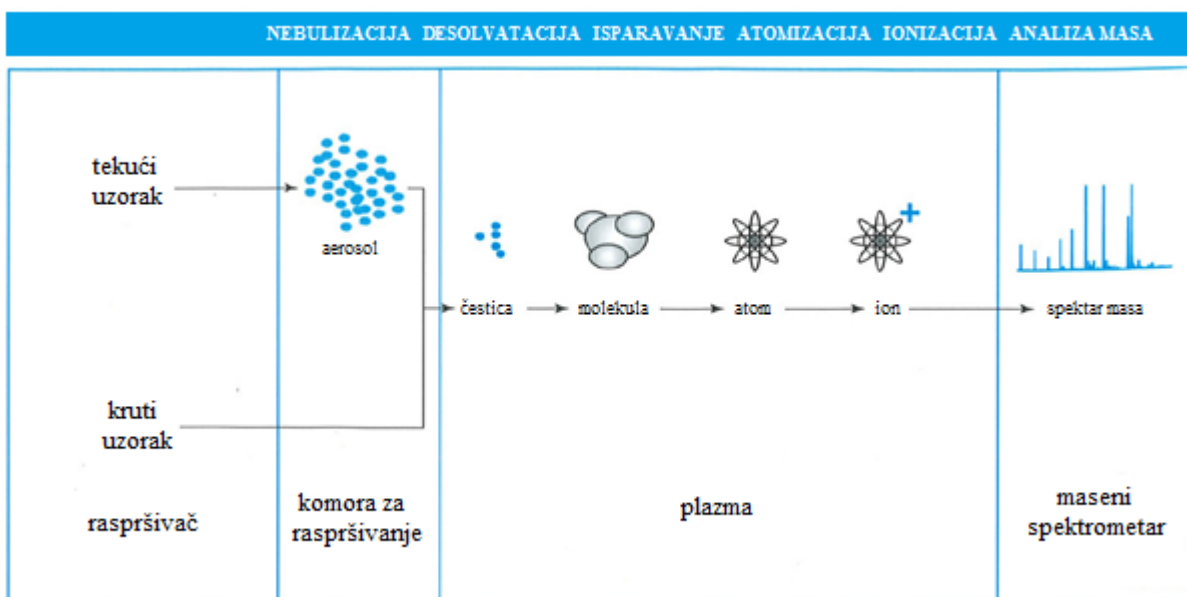 NEBULIZACIJA DESOLVATACIJA ISPARAVANJE ATOMIZACIJA IONIZACIJA ANALIZA MASA
tekući
uzorak
aerosol
čestica
molekula
atom
ion
spektar masa
kruti
uzorak
raspršivač
komora za
raspršivanje
plazma
maseni
spektrometar